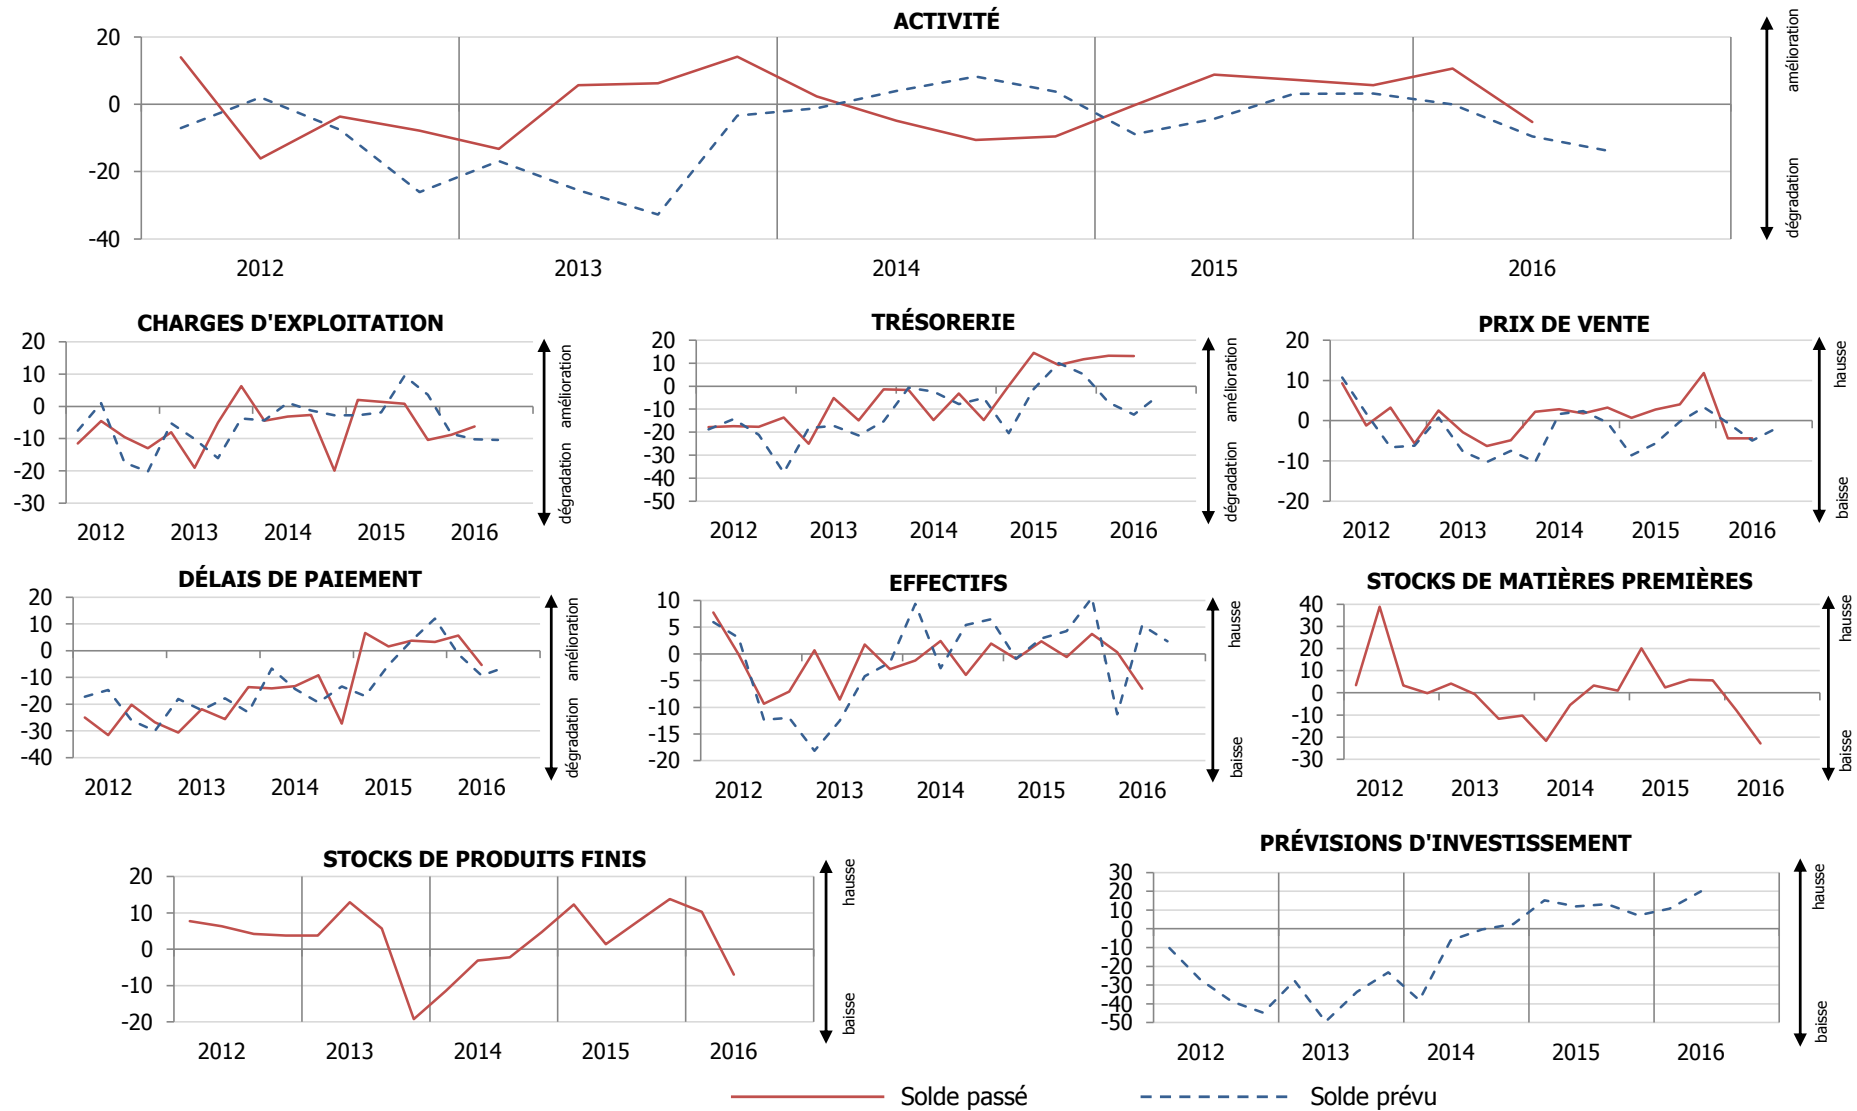 ACTIVITÉ
20
0
-20
-40
2012 2013 2014 2015 2016
amélioration
dégradation
CHARGES D'EXPLOITATION
20
10
0
-10
-20
-30
2012 2013 2014 2015 2016
amélioration
dégradation
TRÉSORERIE
20
10
0
-10
-20
-30
-40
-50
2012 2013 2014 2015 2016
amélioration
dégradation
PRIX DE VENTE
20
10
0
-10
-20
2012 2013 2014 2015 2016
hausse
baisse
DÉLAIS DE PAIEMENT
20
10
0
-10
-20
-30
-40
2012 2013 2014 2015 2016
amélioration
dégradation
EFFECTIFS
10
5
0
-5
-10
-15
-20
2012 2013 2014 2015 2016
hausse
baisse
STOCKS DE MATIÈRES PREMIÈRES
40
30
20
10
0
-10
-20
-30
2012 2013 2014 2015 2016
hausse
baisse
STOCKS DE PRODUITS FINIS
20
10
0
-10
-20
2012 2013 2014 2015 2016
hausse
baisse
PRÉVISIONS D'INVESTISSEMENT
30
20
10
0
-10
-20
-30
-40
-50
2012 2013 2014 2015 2016
hausse
baisse
Solde passé Solde prévu